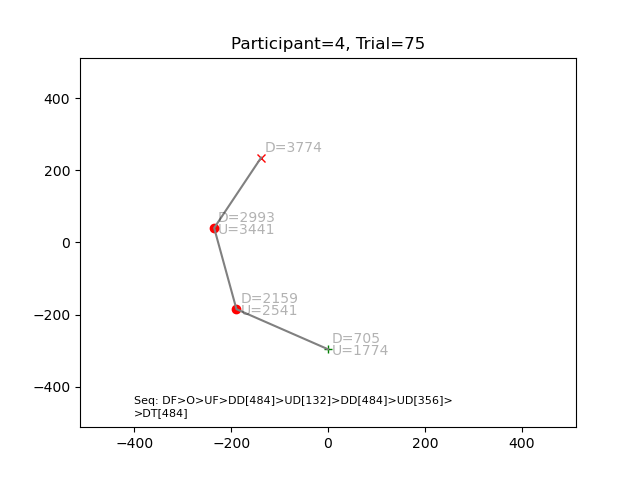 Participant=4, Trial=75
400
200
0
−200
−400
D=3774
D=2993
U=3441
D=2159
U=2541
D=705
U=1774
Seq: DF>O>UF>DD[484]>UD[132]>DD[484]>UD[356]>
>DT[484]
−400
−200
0
200
400